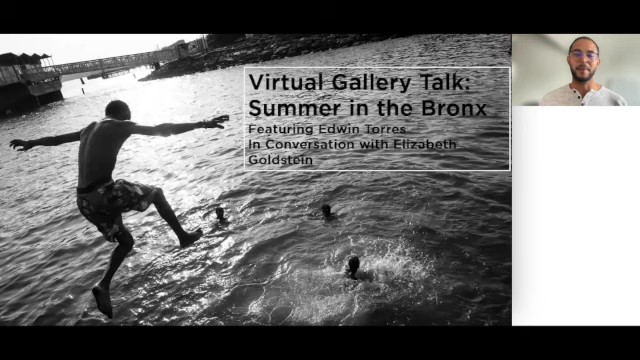 Virtual Gallery Talk:
Summer in the Bronx
Featuring Edwin Torres
In Conversation with Elizabeth
Goldstein